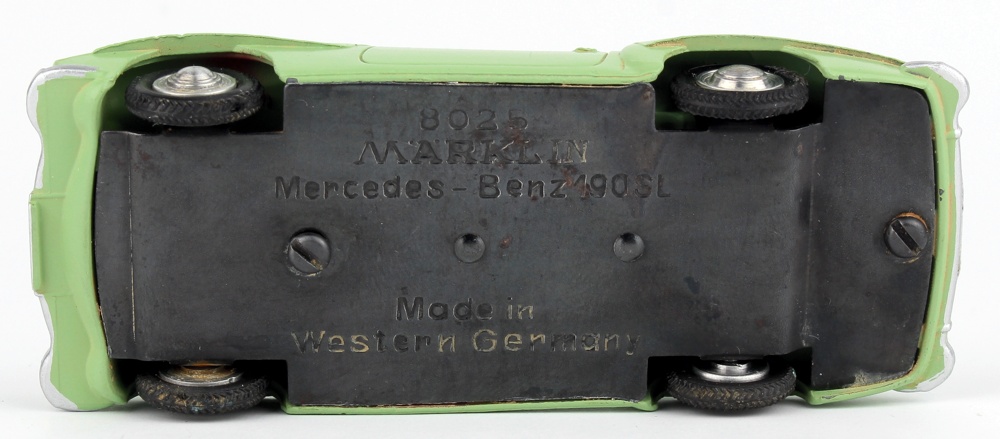 8025
MÄRKLIN
Mercedes-Benz 190SL
Made in
Western Germany